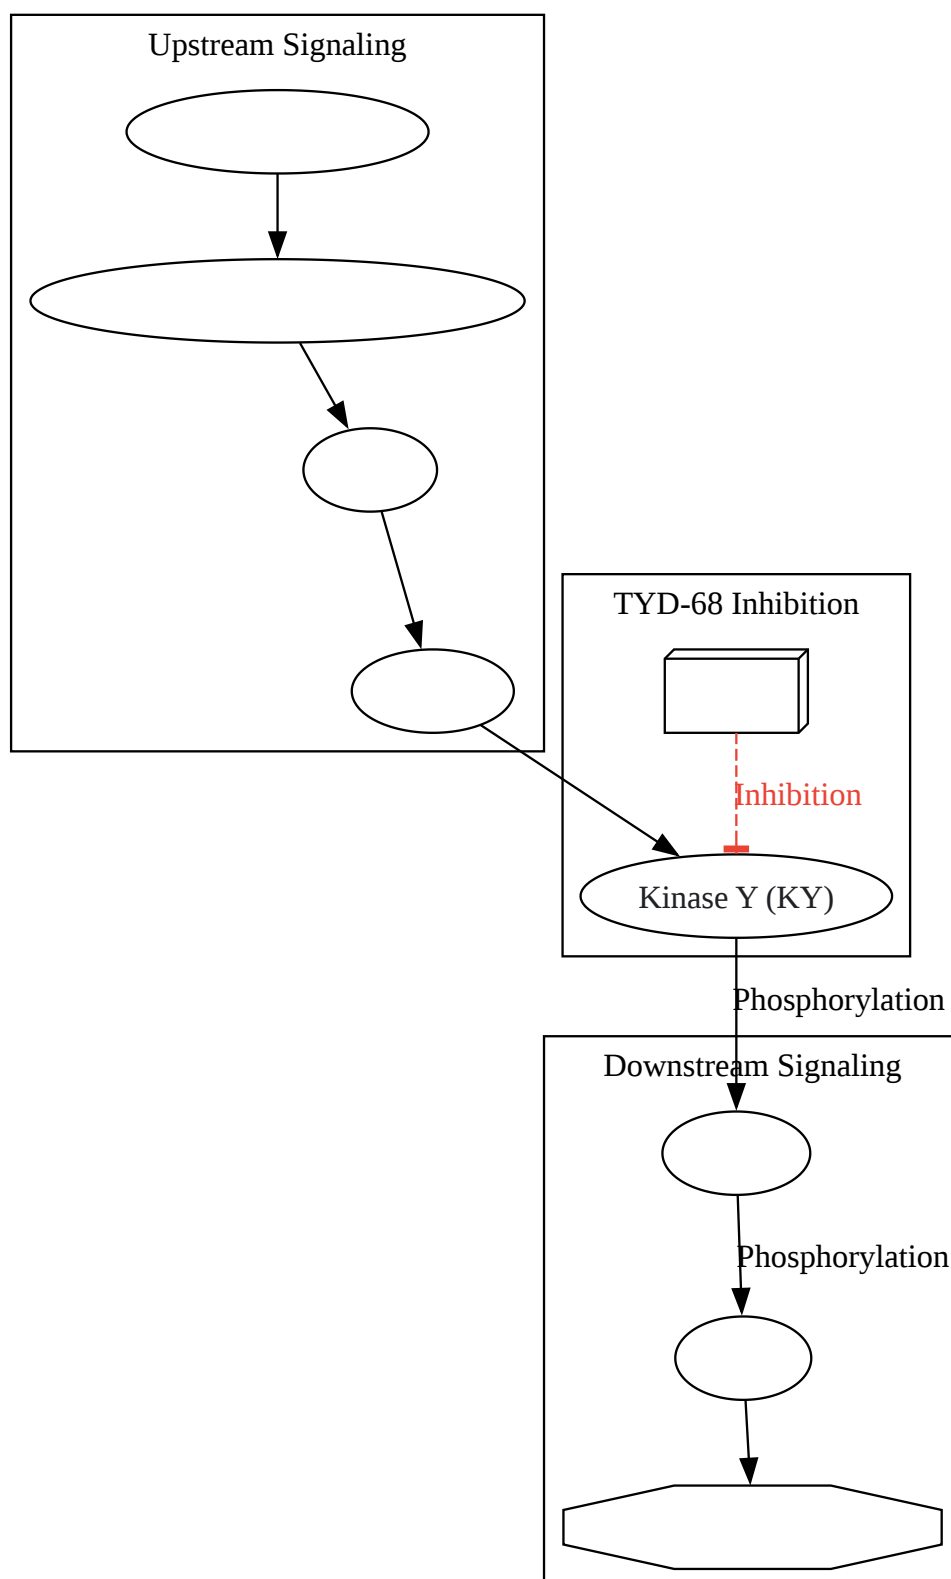 Upstream Signaling
TYD-68 Inhibition
Inhibition
Kinase Y (KY)
Phosphorylation
Downstream Signaling
Phosphorylation